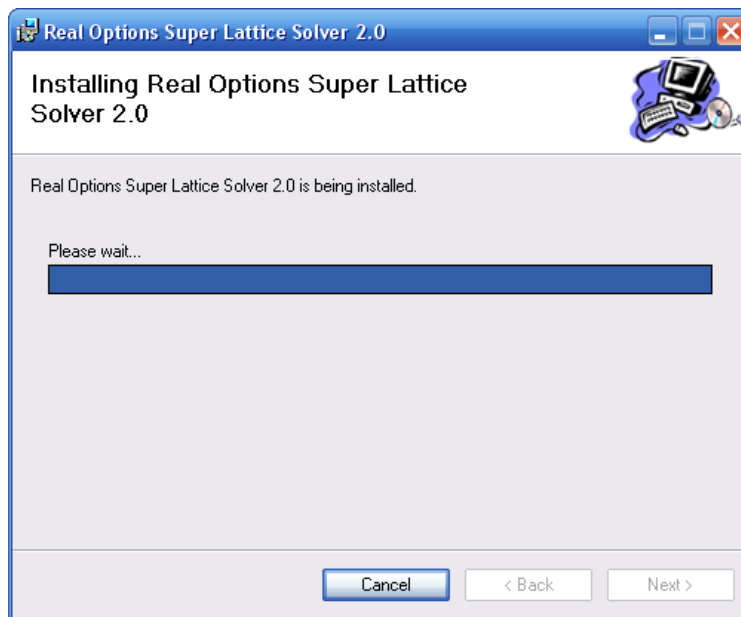 Real Options Super Lattice Solver 2.0
Installing Real Options Super Lattice
Solver 2.0
Real Options Super Lattice Solver 2.0 is being installed.
Please wait...
Cancel
< Back
Next >